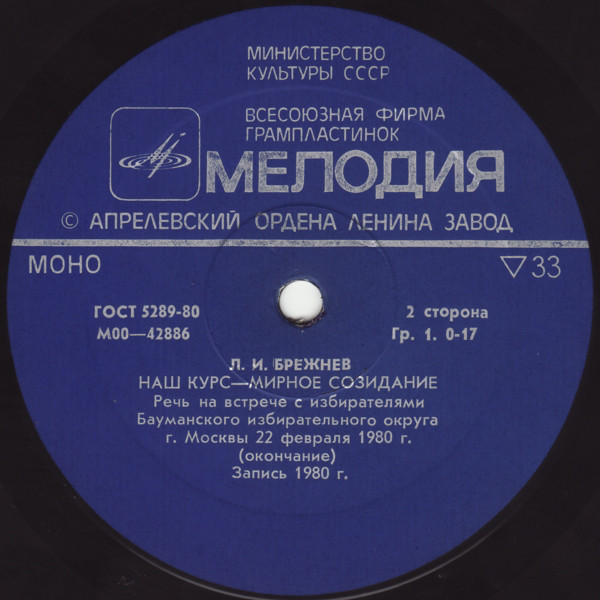 МИНИСТЕРСТВО
КУЛЬТУРЫ СССР
ВСЕСОЮЗНАЯ ФИРМА
ГРАМПЛАСТИНОК
МЕЛОДИЯ
© АПРЕЛЕВСКИЙ ОРДЕНА ЛЕНИНА ЗАВОД
МОНО ▽33
ГОСТ 5289-80 2 сторона
М00—42886 Гр. 1. 0-17
Л. И. БРЕЖНЕВ
НАШ КУРС—МИРНОЕ СОЗИДАНИЕ
Речь на встрече с избирателями
Бауманского избирательного округа
г. Москвы 22 февраля 1980 г.
(окончание)
Запись 1980 г.